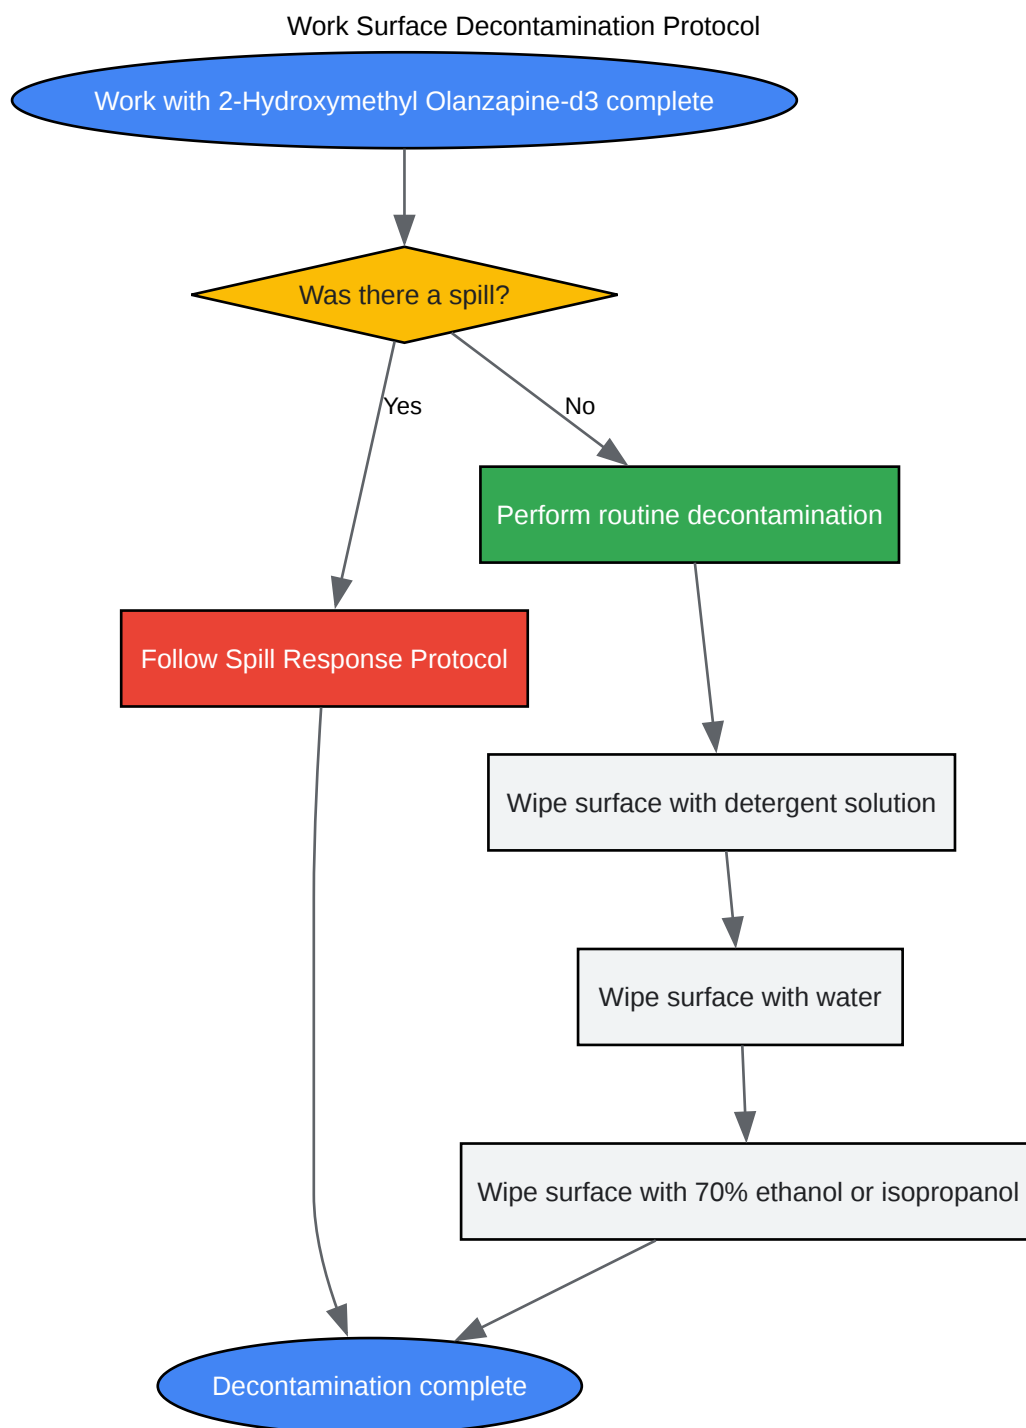 Work Surface Decontamination Protocol
Work with 2-Hydroxymethyl Olanzapine-d3 complete
Was there a spill?
Yes
No
Perform routine decontamination
Follow Spill Response Protocol
Wipe surface with detergent solution
Wipe surface with water
Wipe surface with 70% ethanol or isopropanol
Decontamination complete